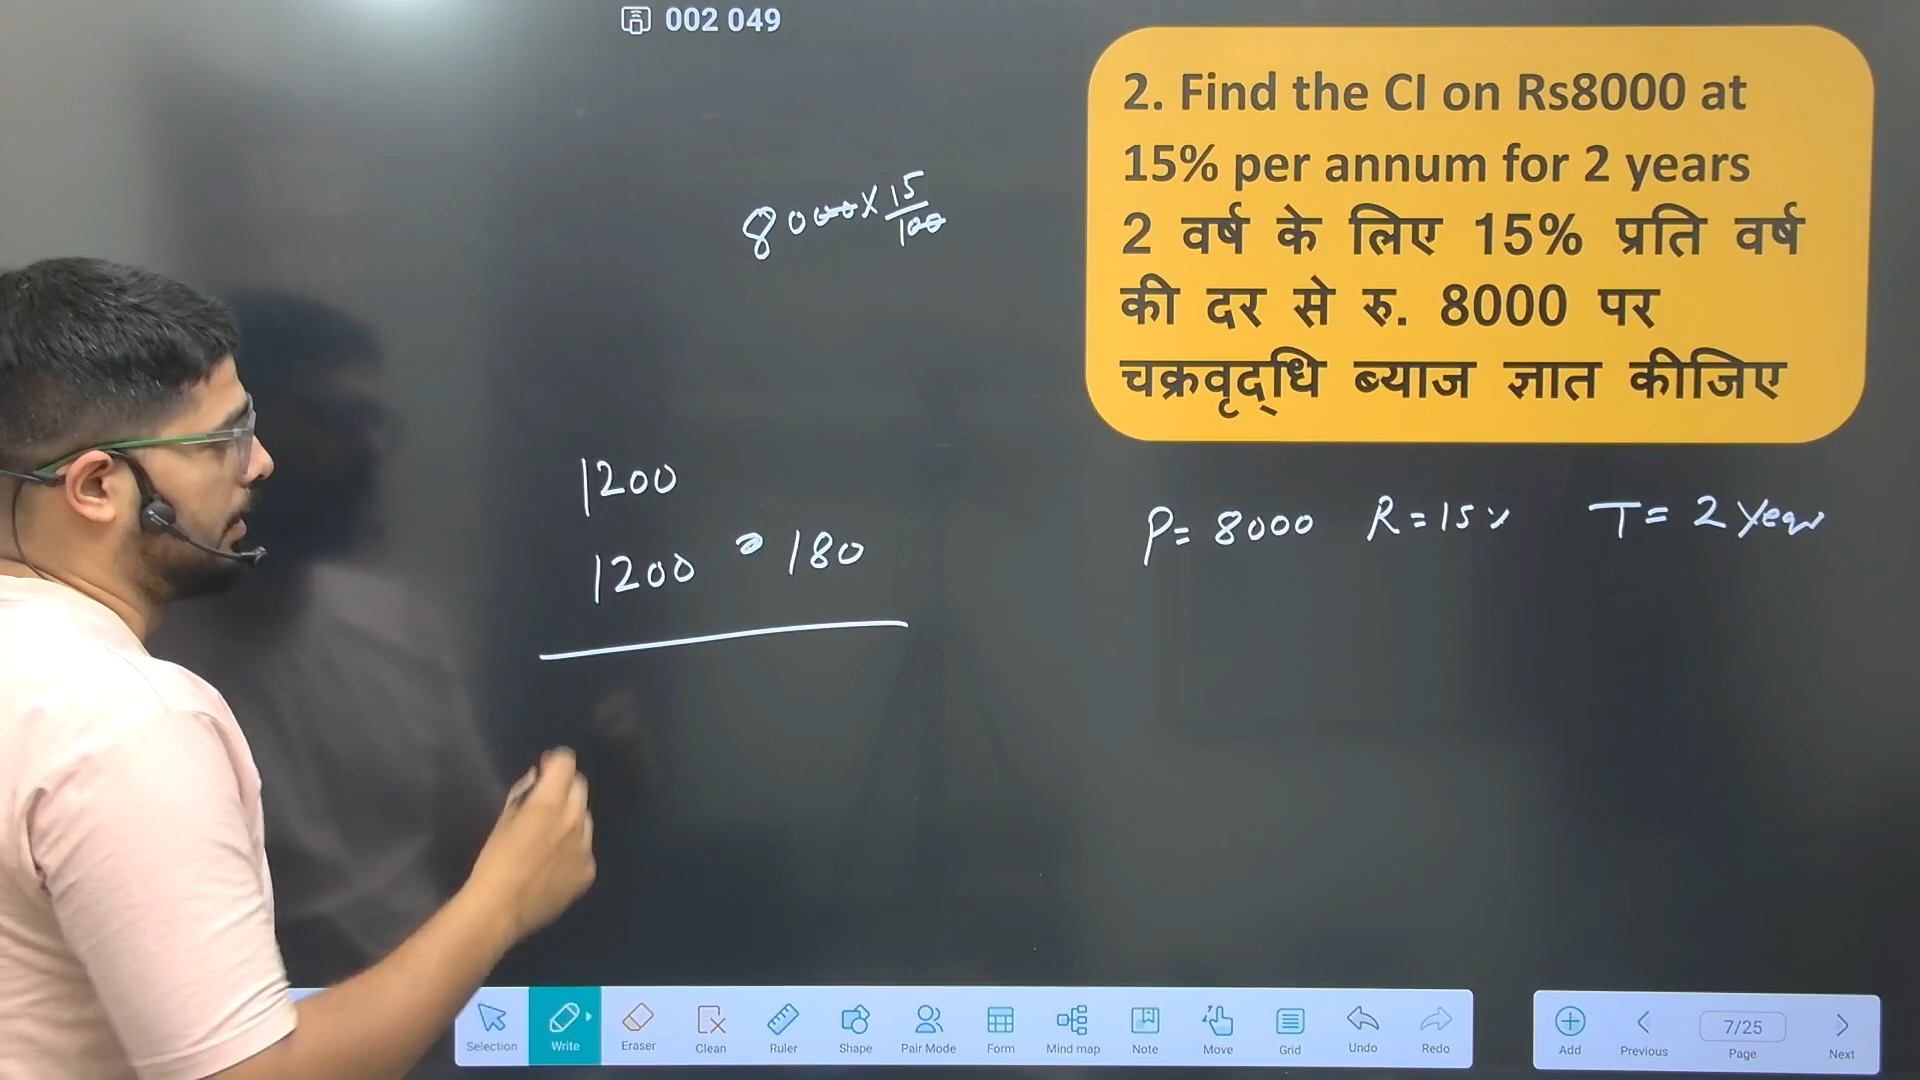 002 049
2. Find the CI on Rs8000 at
15% per annum for 2 years
2 वर्ष के लिए 15% प्रति वर्ष
की दर से रु. 8000 पर
चक्रवृद्धि ब्याज ज्ञात कीजिए
8000 X 15/100
1200
1200 180
P= 8000 R=15% T= 2 Year
Selection Write Eraser Clean Ruler Shape Pair Mode Form Mind map Note Move Grid Undo Redo
Add Previous 7/25 Page Next